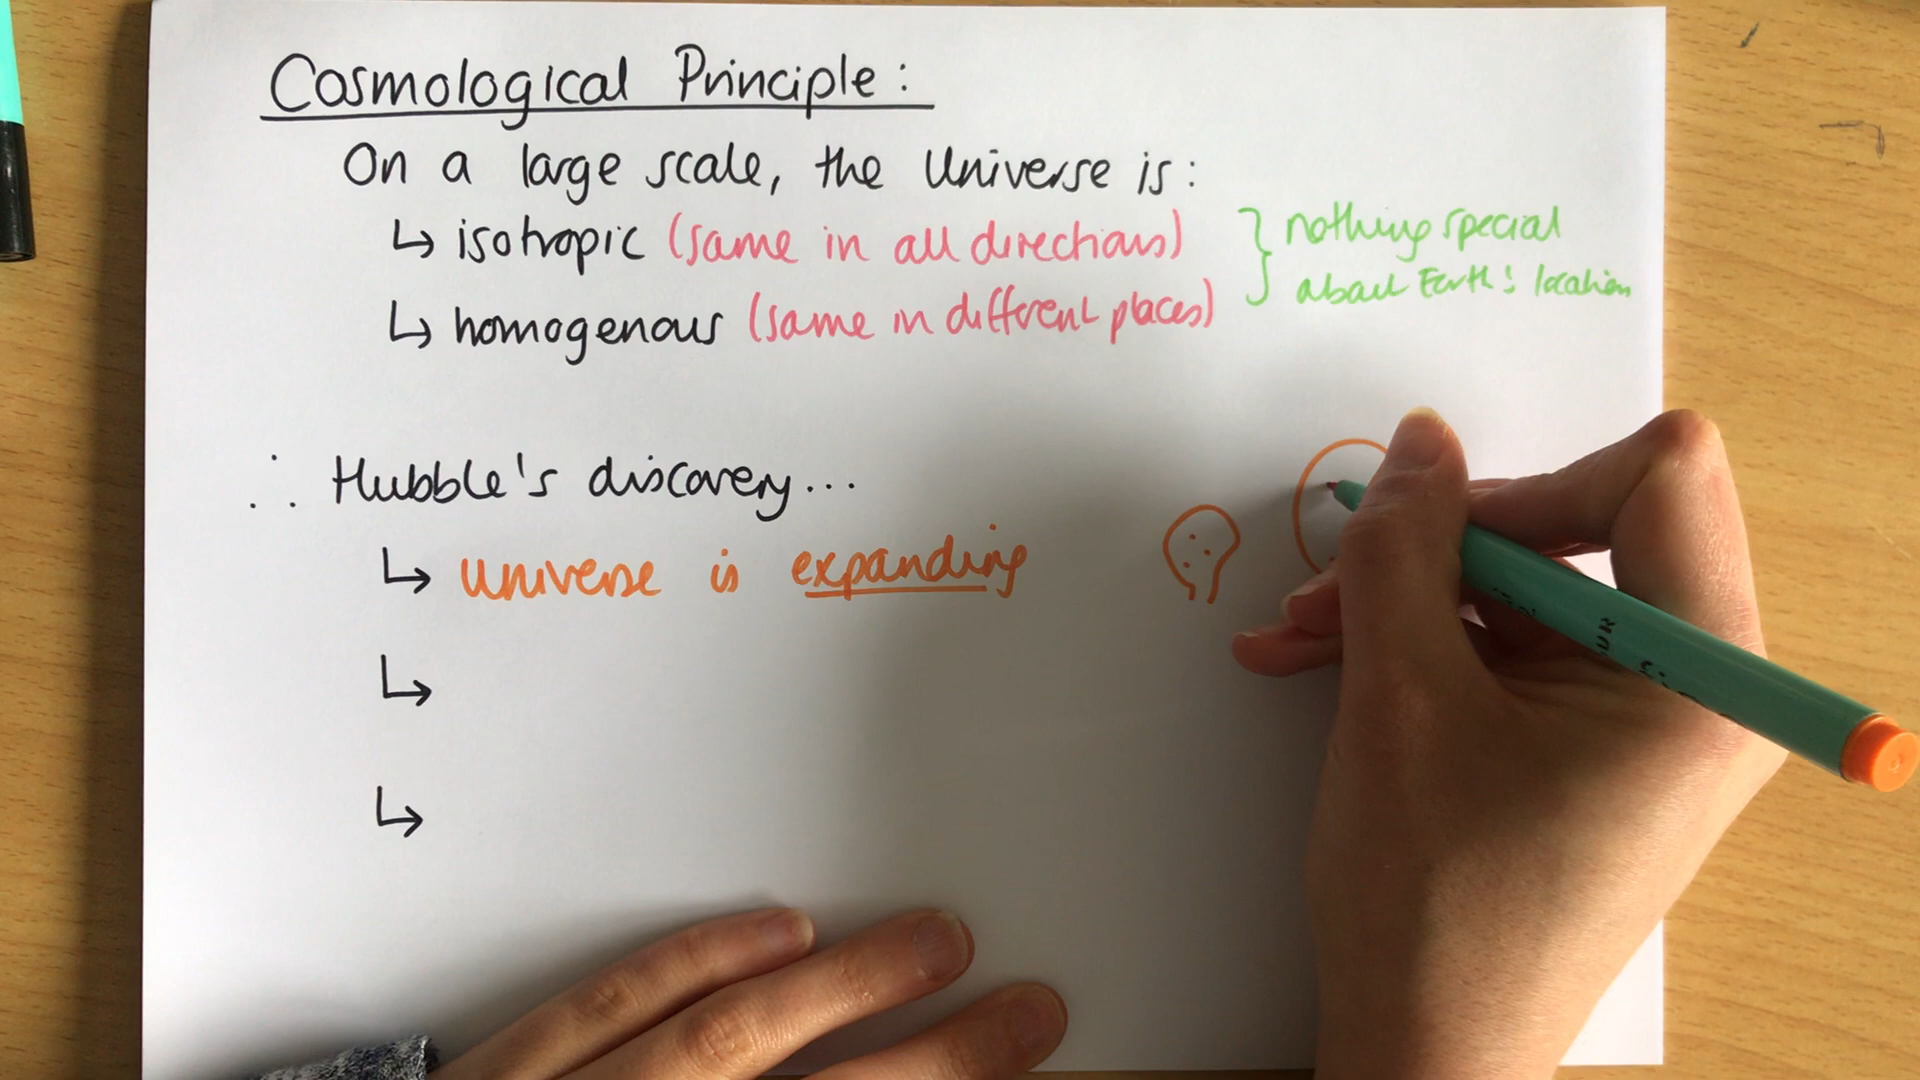 Cosmological Principle:
On a large scale, the Universe is:
↳ isotropic (same in all directions)
↳ homogenous (same in different places)
} nothing special
about Earth's location
∴ Hubble's discovery...
↳ Universe is expanding
↳
↳